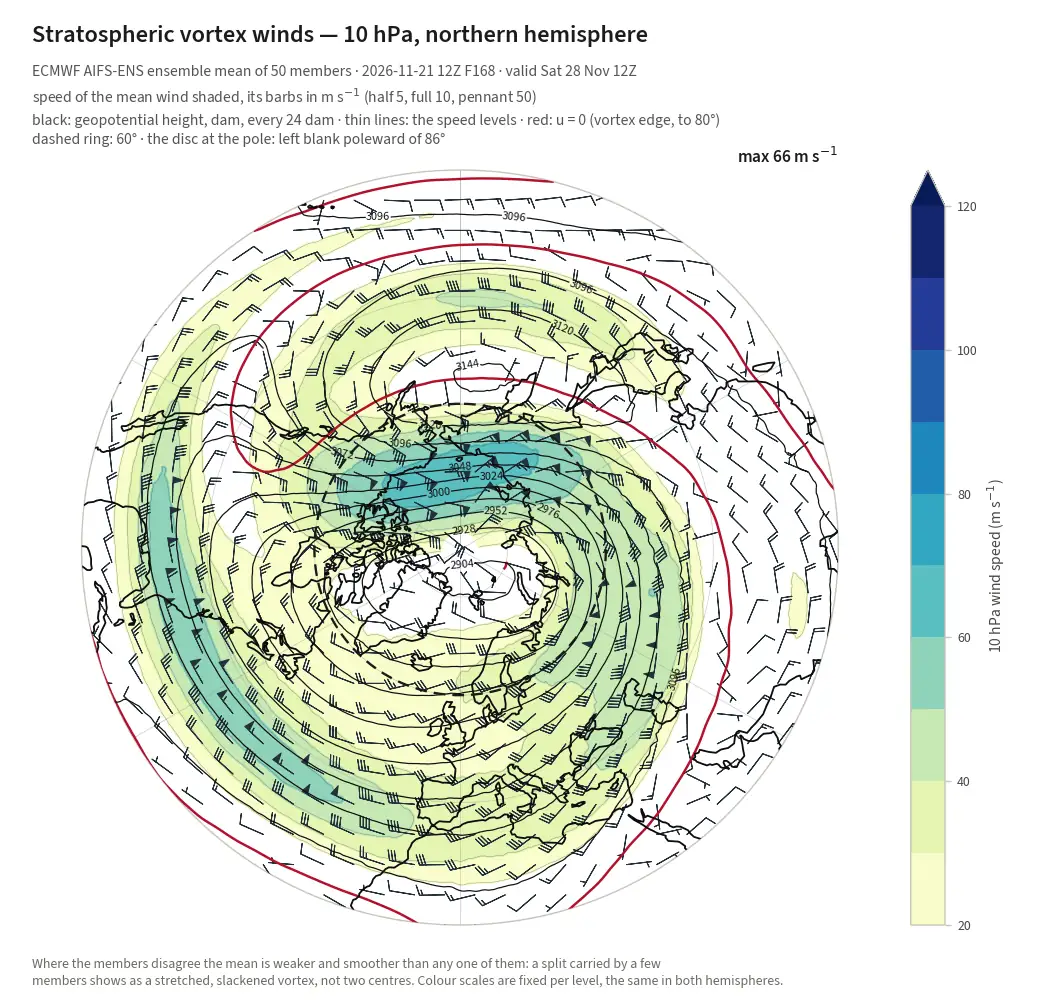 Stratospheric vortex winds — 10 hPa, northern hemisphere
ECMWF AIFS-ENS ensemble mean of 50 members · 2026-11-21 12Z F168 · valid Sat 28 Nov 12Z
speed of the mean wind shaded, its barbs in m s⁻¹ (half 5, full 10, pennant 50)
black: geopotential height, dam, every 24 dam · thin lines: the speed levels · red: u = 0 (vortex edge, to 80°)
dashed ring: 60° · the disc at the pole: left blank poleward of 86°
max 66 m s⁻¹
120
100
80
60
40
20
10 hPa wind speed (m s⁻¹)
3096
3096
3096
3120
3144
3096
3072
3048
3024
3000
2976
2952
2928
2904
3096
Where the members disagree the mean is weaker and smoother than any one of them: a split carried by a few
members shows as a stretched, slackened vortex, not two centres. Colour scales are fixed per level, the same in both hemispheres.